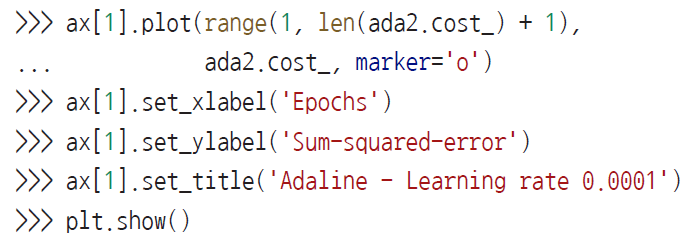 >>> ax[1].plot(range(1, len(ada2.cost_) + 1),
...            ada2.cost_, marker='o')
>>> ax[1].set_xlabel('Epochs')
>>> ax[1].set_ylabel('Sum-squared-error')
>>> ax[1].set_title('Adaline - Learning rate 0.0001')
>>> plt.show()